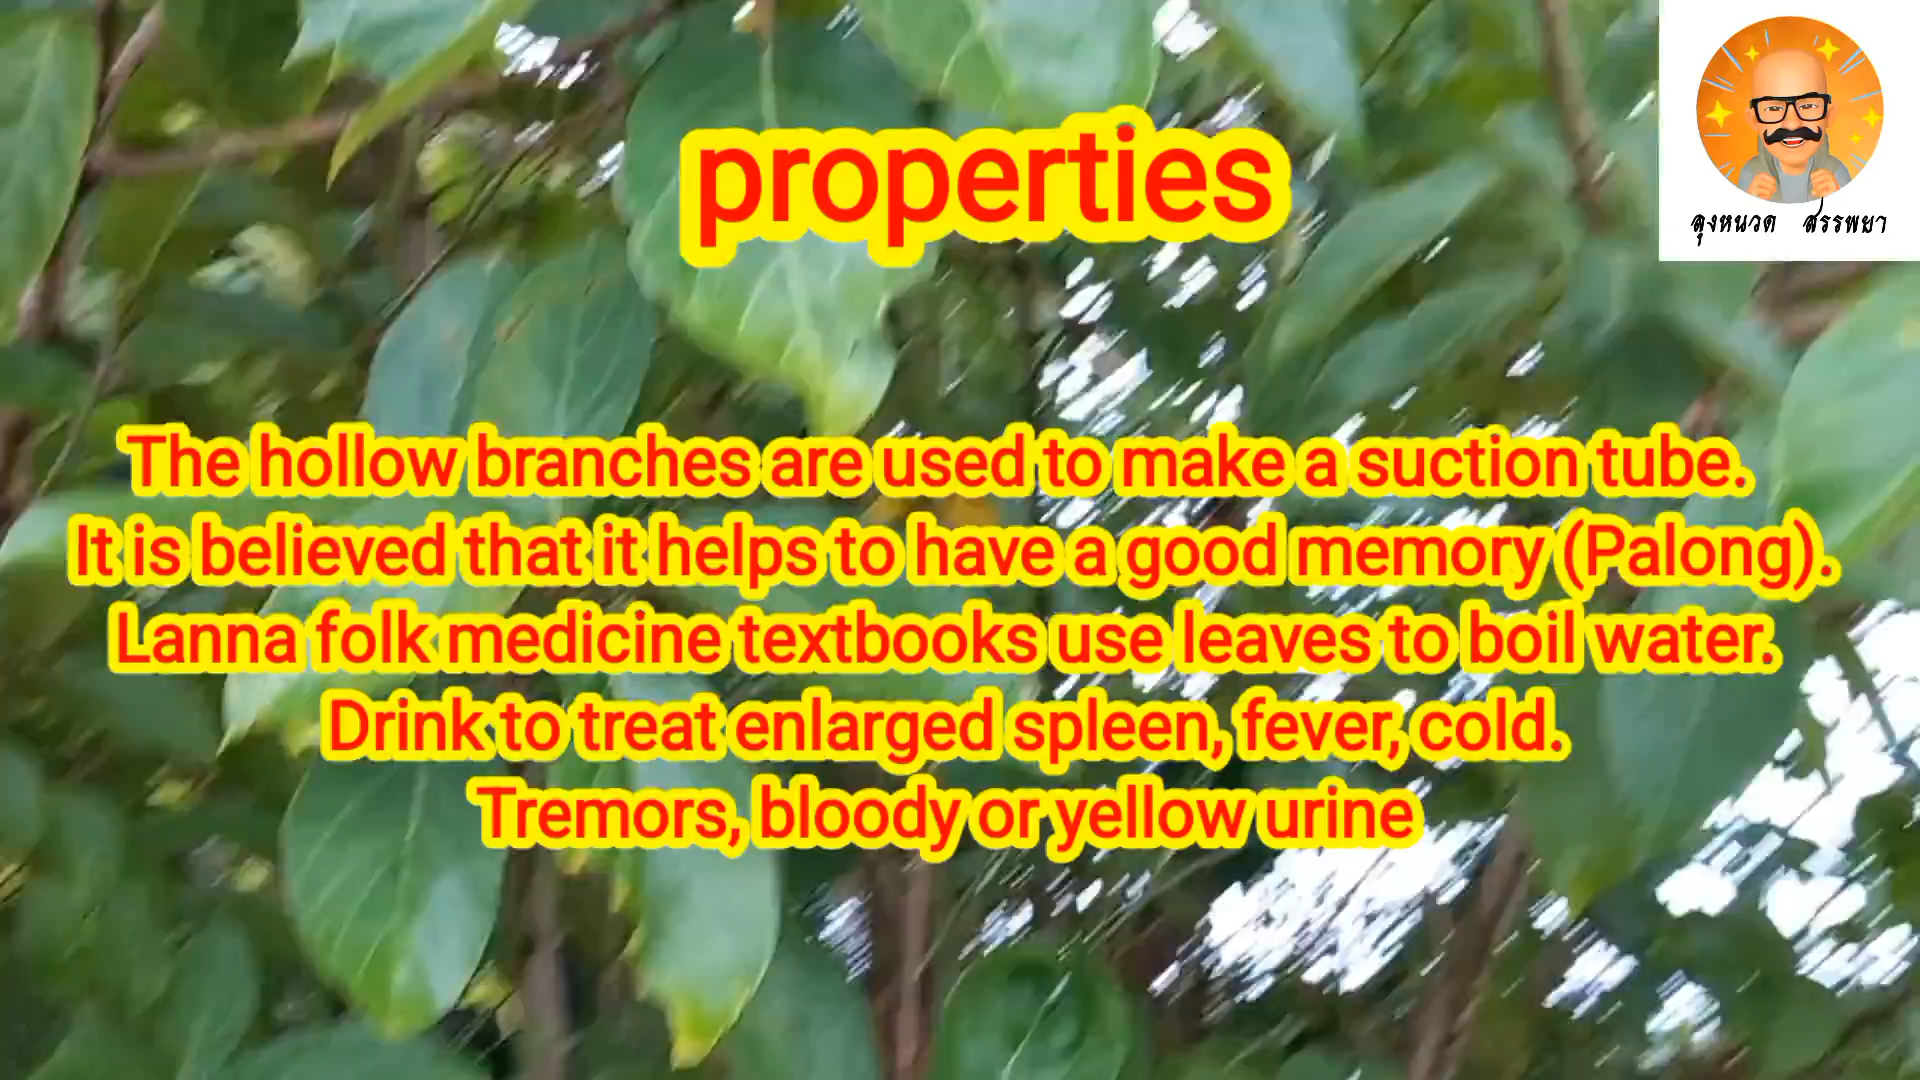 properties
ลุงหนวด สรรพยา
The hollow branches are used to make a suction tube.
It is believed that it helps to have a good memory (Palong).
Lanna folk medicine textbooks use leaves to boil water.
Drink to treat enlarged spleen, fever, cold.
Tremors, bloody or yellow urine